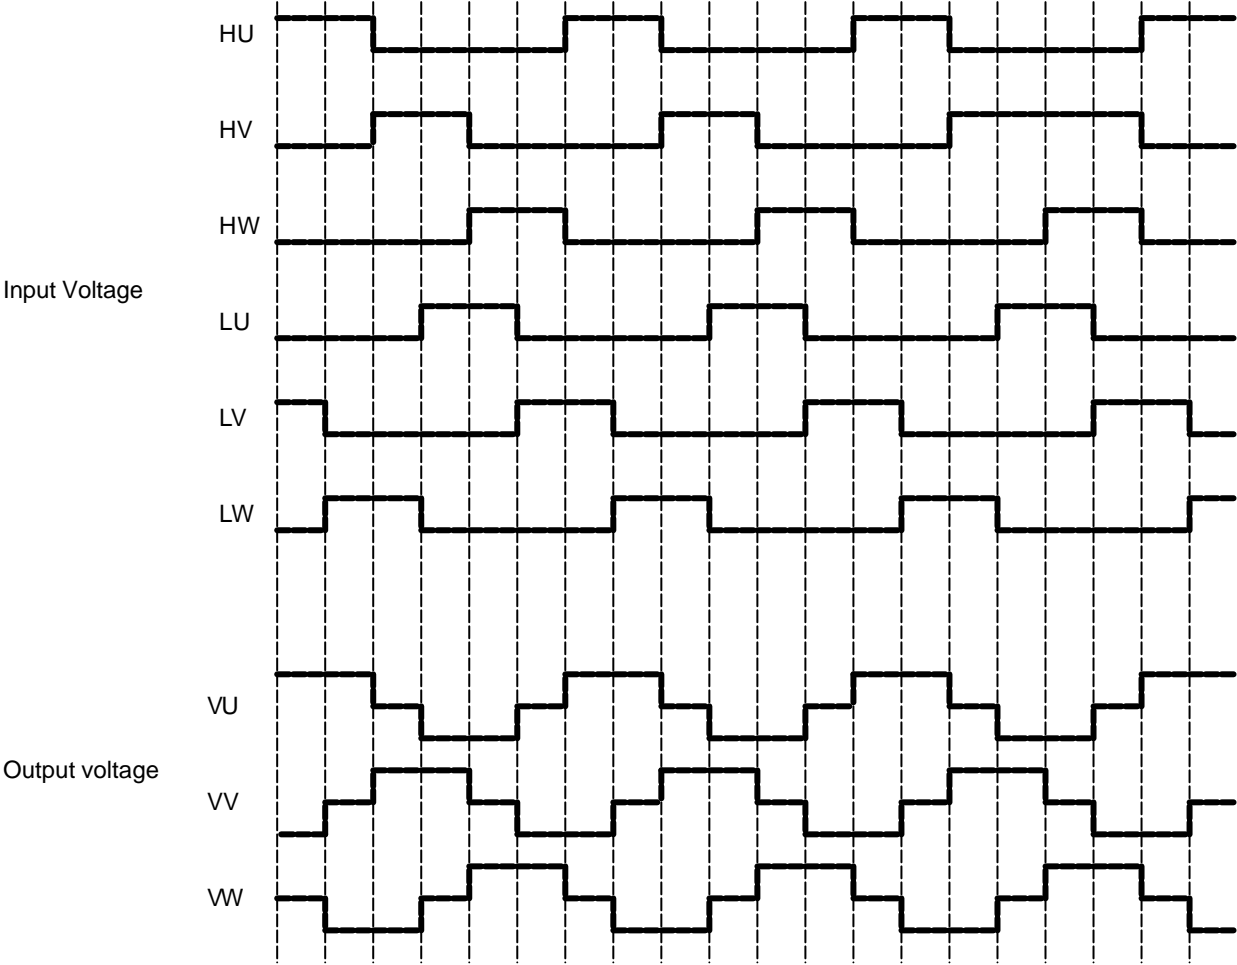 HU
HV
HW
Input Voltage
LU
LV
LW
VU
Output voltage
VV
VW